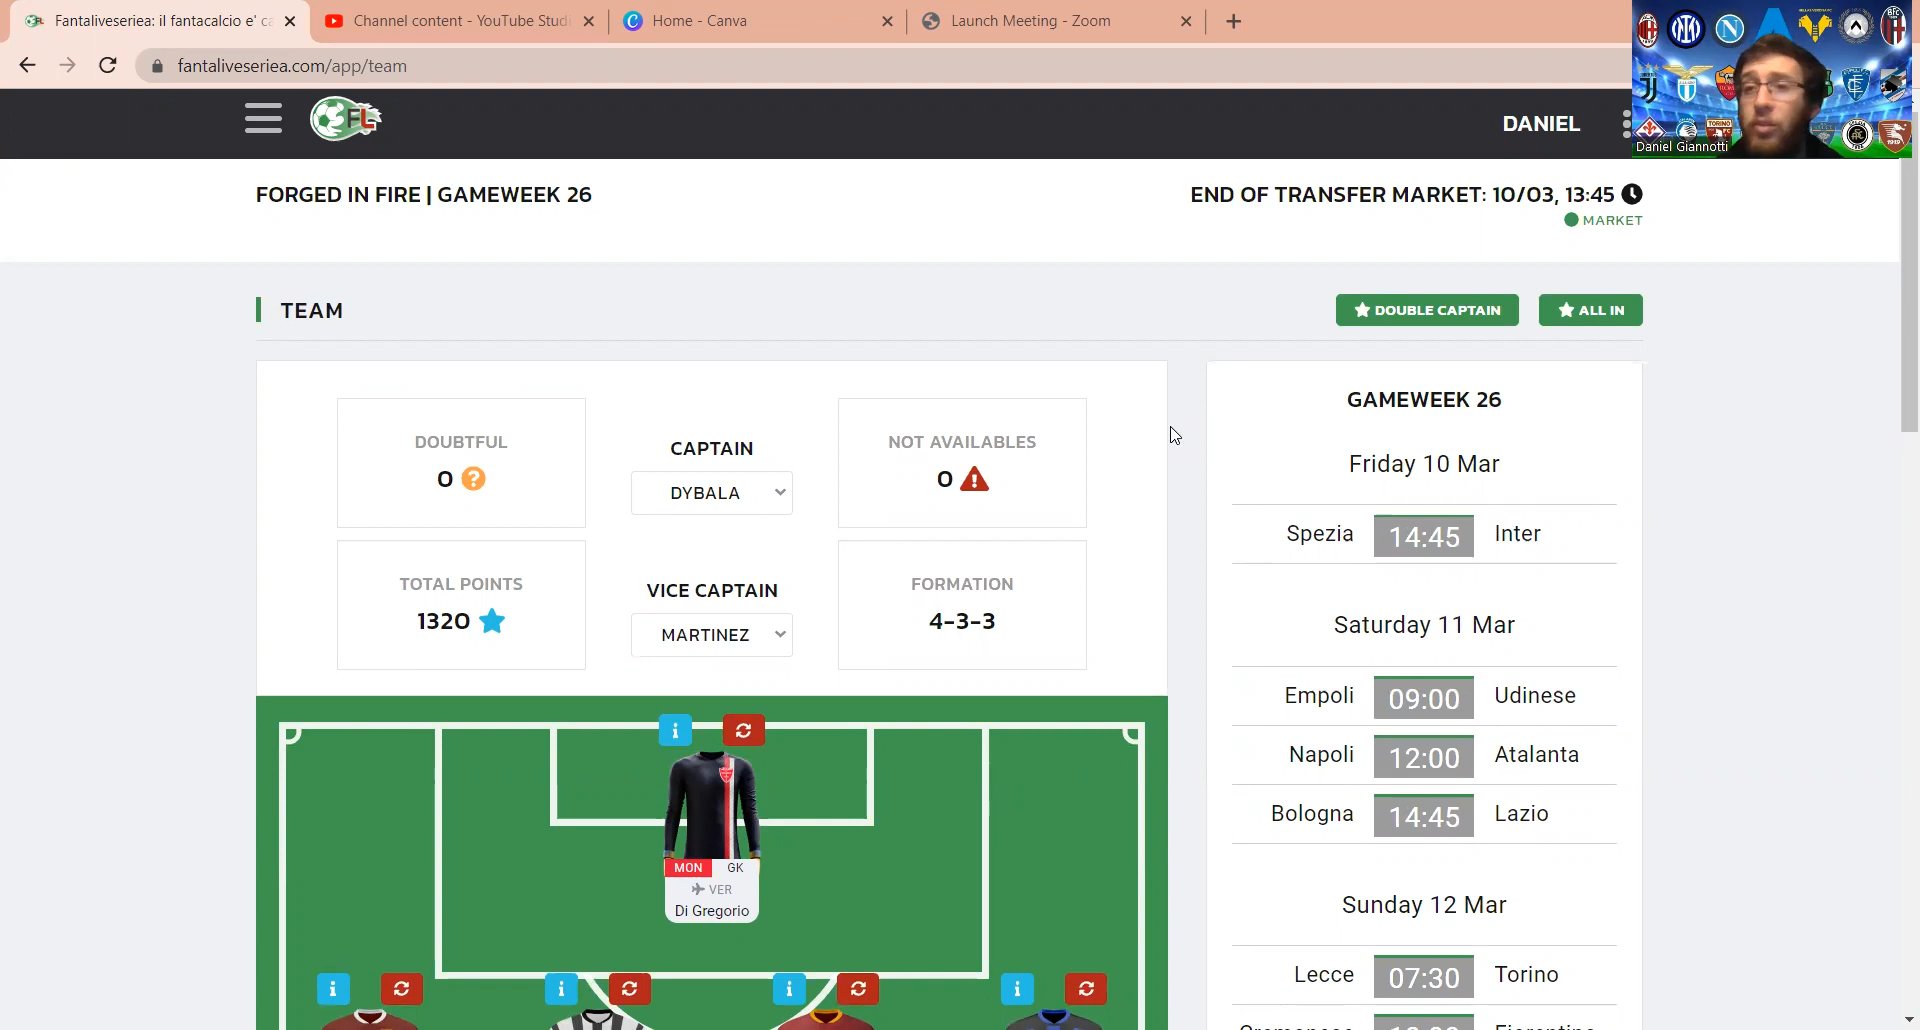 Fantaliveseriea: il fantacalcio e' ca
Channel content - YouTube Studi
Home - Canva
Launch Meeting - Zoom
fantaliveseriea.com/app/team
FL
DANIEL
Daniel Giannotti
FORGED IN FIRE | GAMEWEEK 26
END OF TRANSFER MARKET: 10/03, 13:45
MARKET
TEAM
DOUBLE CAPTAIN
ALL IN
DOUBTFUL
0
CAPTAIN
DYBALA
NOT AVAILABLES
0
TOTAL POINTS
1320
VICE CAPTAIN
MARTINEZ
FORMATION
4-3-3
MON GK
VER
Di Gregorio
GAMEWEEK 26
Friday 10 Mar
Spezia 14:45 Inter
Saturday 11 Mar
Empoli 09:00 Udinese
Napoli 12:00 Atalanta
Bologna 14:45 Lazio
Sunday 12 Mar
Lecce 07:30 Torino